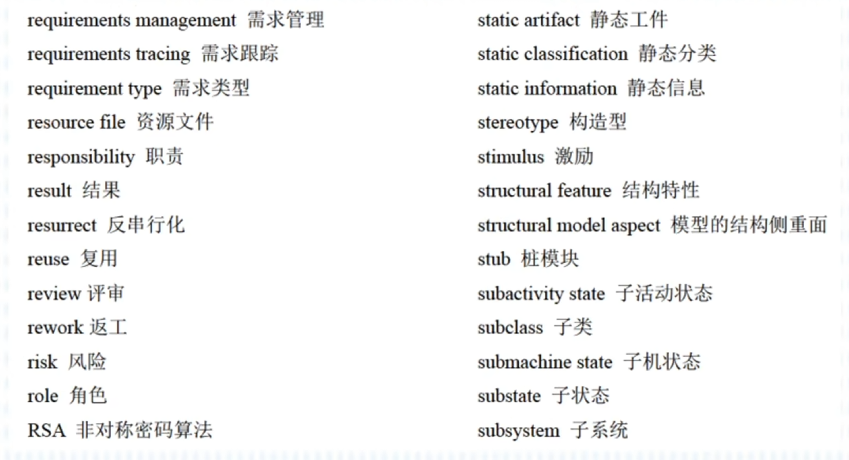 requirements management 需求管理
requirements tracing 需求跟踪
requirement type 需求类型
resource file 资源文件
responsibility 职责
result 结果
resurrect 反串行化
reuse 复用
review 评审
rework 返工
risk 风险
role 角色
RSA 非对称密码算法
static artifact 静态工件
static classification 静态分类
static information 静态信息
stereotype 构造型
stimulus 激励
structural feature 结构特性
structural model aspect 模型的结构侧重面
stub 桩模块
subactivity state 子活动状态
subclass 子类
submachine state 子机状态
substate 子状态
subsystem 子系统